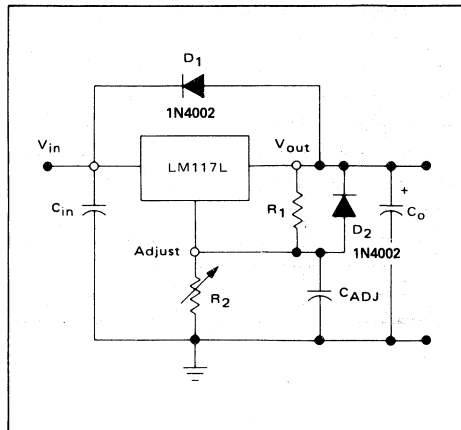 D1
1N4002
Vin
Vout
LM117L
Cin
R1
D2
+
Co
1N4002
Adjust
R2
CADJ